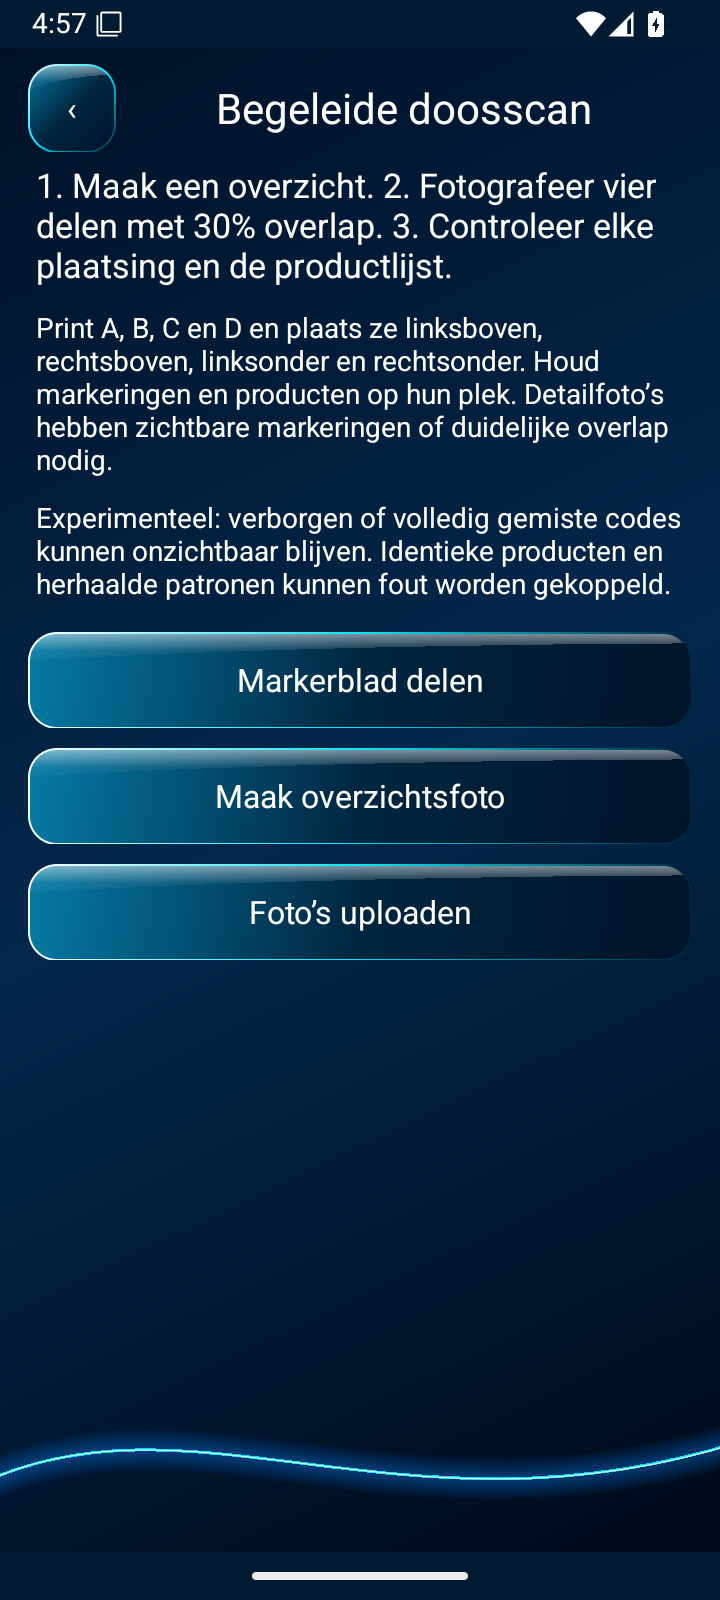 4:57
‹
Begeleide doosscan
1. Maak een overzicht. 2. Fotografeer vier
delen met 30% overlap. 3. Controleer elke
plaatsing en de productlijst.
Print A, B, C en D en plaats ze linksboven,
rechtsboven, linksonder en rechtsonder. Houd
markeringen en producten op hun plek. Detailfoto’s
hebben zichtbare markeringen of duidelijke overlap
nodig.
Experimenteel: verborgen of volledig gemiste codes
kunnen onzichtbaar blijven. Identieke producten en
herhaalde patronen kunnen fout worden gekoppeld.
Markerblad delen
Maak overzichtsfoto
Foto’s uploaden